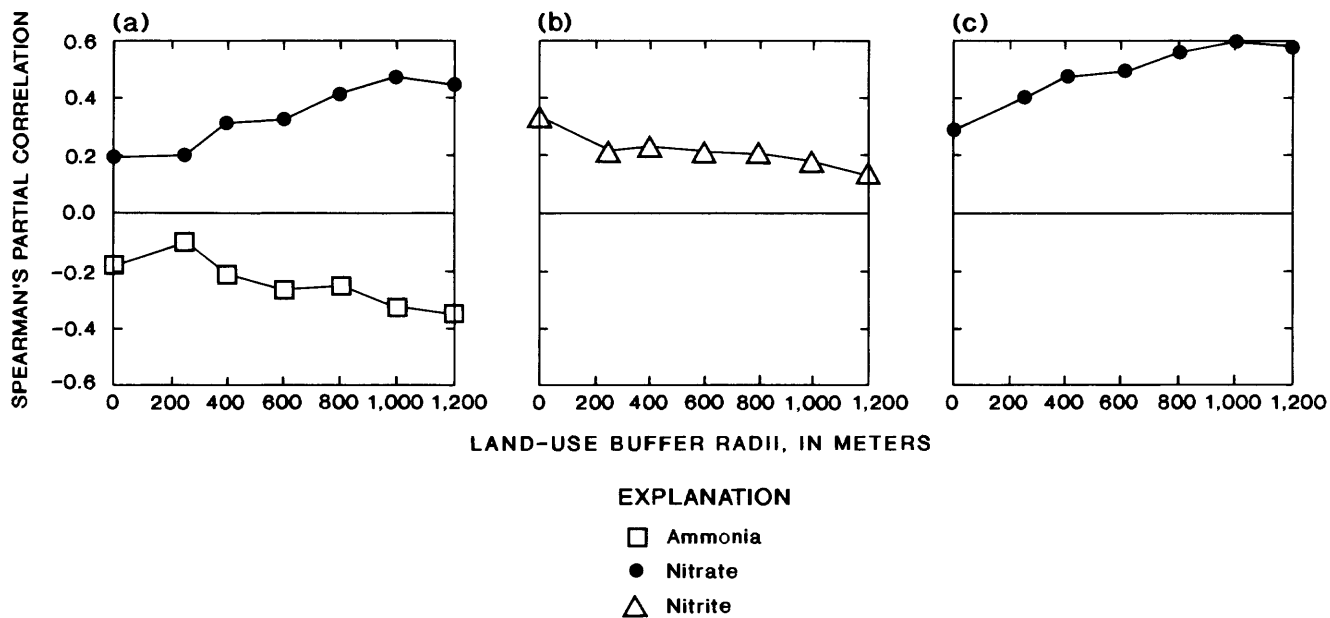 (a) (b) (c)
SPEARMAN'S PARTIAL CORRELATION
0.6
0.4
0.2
0.0
-0.2
-0.4
-0.6
0 200 400 600 800 1,000 1,200 0 200 400 600 800 1,000 1,200 0 200 400 600 800 1,000 1,200
LAND-USE BUFFER RADII, IN METERS
EXPLANATION
Ammonia
Nitrate
Nitrite